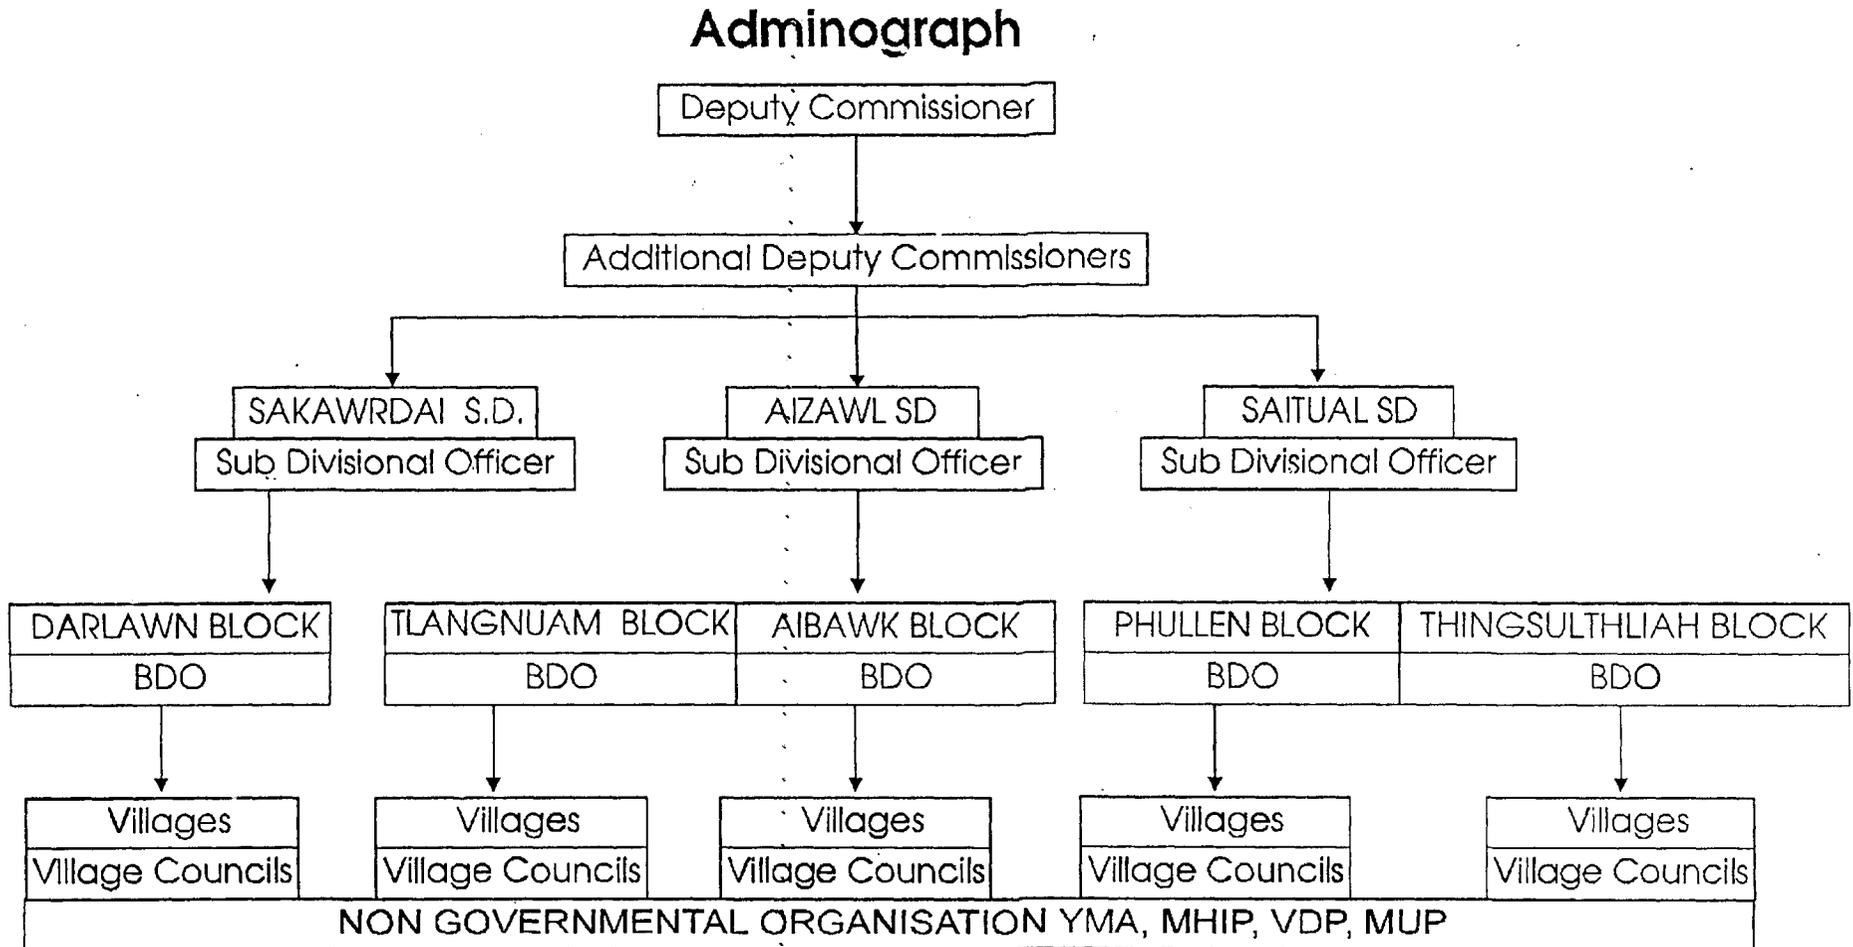 Adminograph
Deputy Commissioner
Additional Deputy Commissioners
SAKAWRDAI S.D.
AIZAWL SD
SAITUAL SD
Sub Divisional Officer
Sub Divisional Officer
Sub Divisional Officer
DARLAWN BLOCK
TLANGNUAM BLOCK
AIBAWK BLOCK
PHULLEN BLOCK
THINGSULTHLIAH BLOCK
BDO
BDO
BDO
BDO
BDO
Villages
Villages
Villages
Villages
Villages
Village Councils
Village Councils
Village Councils
Village Councils
Village Councils
NON GOVERNMENTAL ORGANISATION YMA, MHIP, VDP, MUP